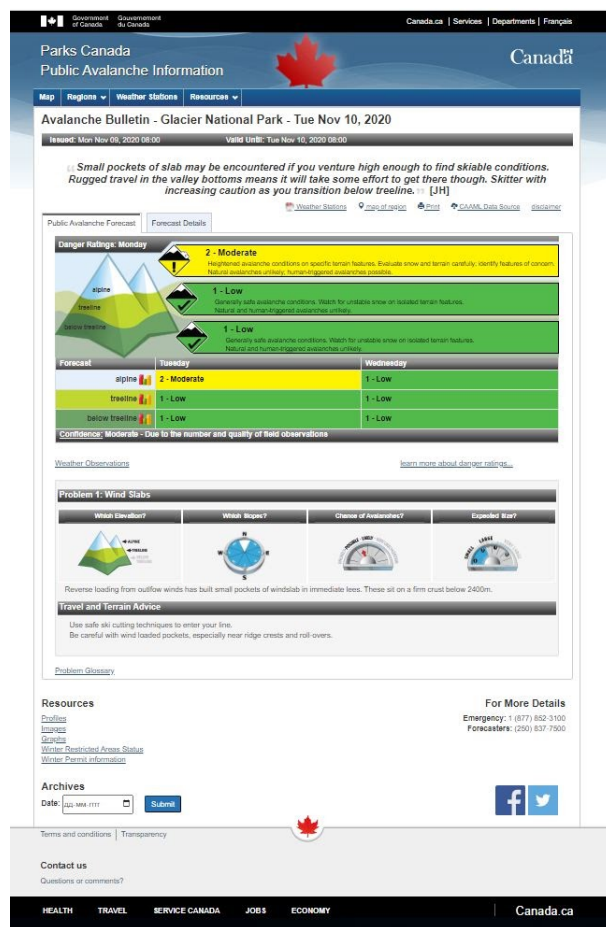 Government of Canada
Gouvernement du Canada
Canada.ca | Services | Departments | Français
Parks Canada
Public Avalanche Information
Canada
Map Regions Weather Stations Resources
Avalanche Bulletin - Glacier National Park - Tue Nov 10, 2020
Issued: Mon Nov 09, 2020 08:00 Valid Until: Tue Nov 10, 2020 08:00
Small pockets of slab may be encountered if you venture high enough to find skiable conditions.
Rugged travel in the valley bottoms means it will take some effort to get there though. Skitter with
increasing caution as you transition below treeline. [JH]
Weather Stations map of region Print CAAML Data Source disclaimer
Public Avalanche Forecast Forecast Details
Danger Ratings: Monday
2 - Moderate
Heightened avalanche conditions on specific terrain features. Evaluate snow and terrain carefully; identify features of concern.
Natural avalanches unlikely; human-triggered avalanches possible.
alpine
1 - Low
Generally safe avalanche conditions. Watch for unstable snow on isolated terrain features.
Natural and human-triggered avalanches unlikely.
treeline
below treeline
1 - Low
Generally safe avalanche conditions. Watch for unstable snow on isolated terrain features.
Natural and human-triggered avalanches unlikely.
Forecast Tuesday Wednesday
alpine 2 - Moderate 1 - Low
treeline 1 - Low 1 - Low
below treeline 1 - Low 1 - Low
Confidence: Moderate - Due to the number and quality of field observations
Weather Observations learn more about danger ratings...
Problem 1: Wind Slabs
Which Elevation? Which Slopes? Chance of Avalanches? Expected Size?
ALPINE
TREELINE
BELOW TREELINE
N
W
E
S
POSSIBLE LIKELY
SMALL LARGE
Reverse loading from outflow winds has built small pockets of windslab in immediate lees. These sit on a firm crust below 2400m.
Travel and Terrain Advice
Use safe ski cutting techniques to enter your line.
Be careful with wind loaded pockets, especially near ridge crests and roll-overs.
Problem Glossary
Resources
Profiles
Images
Graphs
Winter Restricted Areas Status
Winter Permit information
For More Details
Emergency: 1 (877) 852-3100
Forecasters: (250) 837-7500
Archives
Date: дд.мм.гггг Submit
Terms and conditions | Transparency
Contact us
Questions or comments?
HEALTH TRAVEL SERVICE CANADA JOBS ECONOMY
Canada.ca